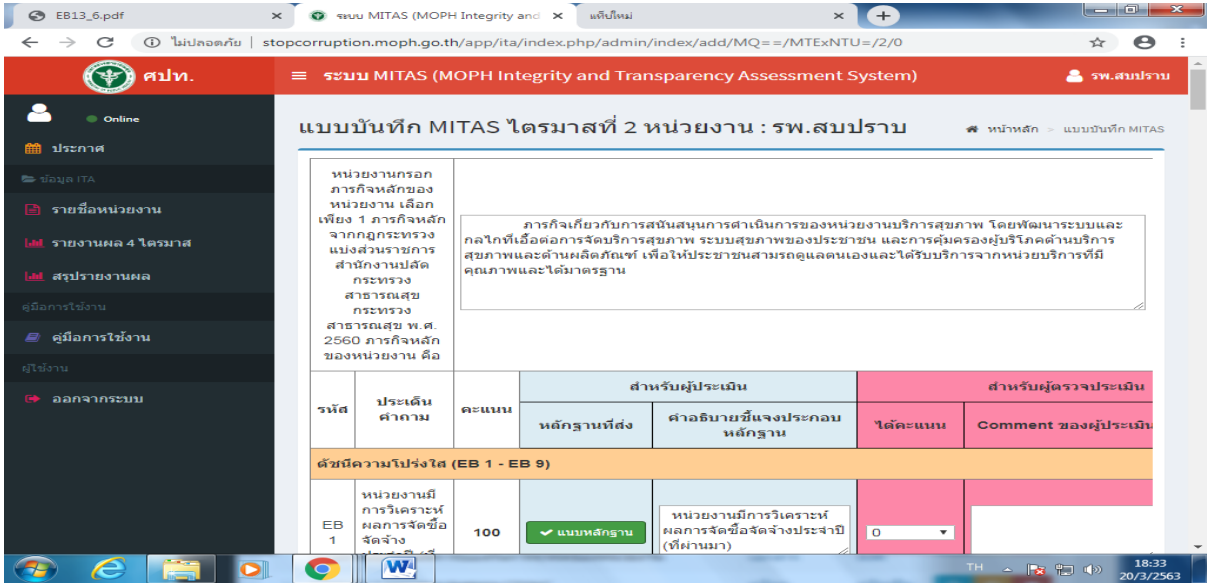 EB13_6.pdf
ระบบ MITAS (MOPH Integrity and
แท็บใหม่
ไม่ปลอดภัย | stopcorruption.moph.go.th/app/ita/index.php/admin/index/add/MQ==/MTExNTU=/2/0
ศปท.
ระบบ MITAS (MOPH Integrity and Transparency Assessment System)
รพ.สบปราบ
Online
ประกาศ
ข้อมูล ITA
รายชื่อหน่วยงาน
รายงานผล 4 ไตรมาส
สรุปรายงานผล
คู่มือการใช้งาน
คู่มือการใช้งาน
ผู้ใช้งาน
ออกจากระบบ
แบบบันทึก MITAS ไตรมาสที่ 2 หน่วยงาน : รพ.สบปราบ
หน้าหลัก > แบบบันทึก MITAS
หน่วยงานกรอก
ภารกิจหลักของ
หน่วยงาน เลือก
เพียง 1 ภารกิจหลัก
จากกฎกระทรวง
แบ่งส่วนราชการ
สำนักงานปลัด
กระทรวง
สาธารณสุข
กระทรวง
สาธารณสุข พ.ศ.
2560 ภารกิจหลัก
ของหน่วยงาน คือ
ภารกิจเกี่ยวกับการสนันสนุนการดำเนินการของหน่วยงานบริการสุขภาพ โดยพัฒนาระบบและ
กลไกที่เอื้อต่อการจัดบริการสุขภาพ ระบบสุขภาพของประชาชน และการคุ้มครองผู้บริโภคด้านบริการ
สุขภาพและด้านผลิตภัณฑ์ เพื่อให้ประชาชนสามรถดูแลตนเองและได้รับบริการจากหน่วยบริการที่มี
คุณภาพและได้มาตรฐาน
รหัส
ประเด็น
คำถาม
คะแนน
สำหรับผู้ประเมิน
สำหรับผู้ตรวจประเมิน
หลักฐานที่ส่ง
คำอธิบายชี้แจงประกอบ
หลักฐาน
ได้คะแนน
Comment ของผู้ประเมิน
ดัชนีความโปร่งใส (EB 1 - EB 9)
EB
1
หน่วยงานมี
การวิเคราะห์
ผลการจัดซื้อ
จัดจ้าง
100
แนบหลักฐาน
หน่วยงานมีการวิเคราะห์
ผลการจัดซื้อจัดจ้างประจำปี
(ที่ผ่านมา)
0
TH
18:33
20/3/2563